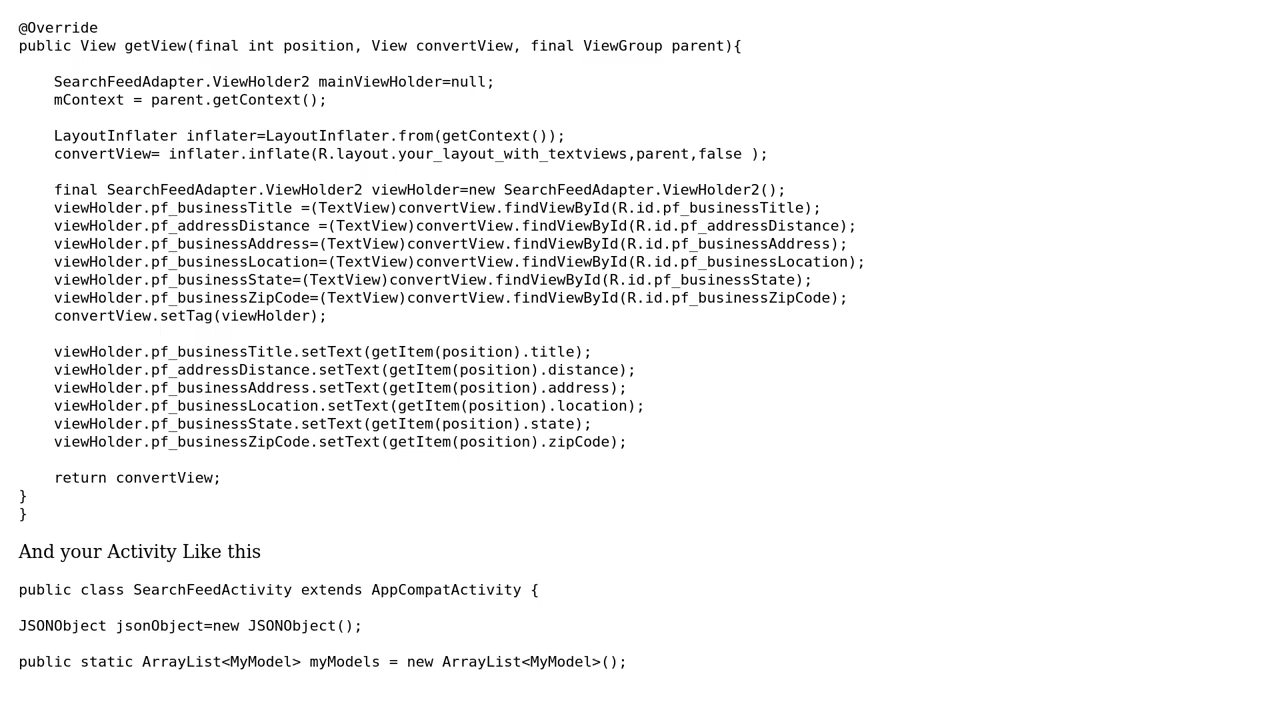 @Override
public View getView(final int position, View convertView, final ViewGroup parent){
SearchFeedAdapter.ViewHolder2 mainViewHolder=null;
mContext = parent.getContext();
LayoutInflater inflater=LayoutInflater.from(getContext());
convertView= inflater.inflate(R.layout.your_layout_with_textviews,parent,false );
final SearchFeedAdapter.ViewHolder2 viewHolder=new SearchFeedAdapter.ViewHolder2();
viewHolder.pf_businessTitle =(TextView)convertView.findViewById(R.id.pf_businessTitle);
viewHolder.pf_addressDistance =(TextView)convertView.findViewById(R.id.pf_addressDistance);
viewHolder.pf_businessAddress=(TextView)convertView.findViewById(R.id.pf_businessAddress);
viewHolder.pf_businessLocation=(TextView)convertView.findViewById(R.id.pf_businessLocation);
viewHolder.pf_businessState=(TextView)convertView.findViewById(R.id.pf_businessState);
viewHolder.pf_businessZipCode=(TextView)convertView.findViewById(R.id.pf_businessZipCode);
convertView.setTag(viewHolder);
viewHolder.pf_businessTitle.setText(getItem(position).title);
viewHolder.pf_addressDistance.setText(getItem(position).distance);
viewHolder.pf_businessAddress.setText(getItem(position).address);
viewHolder.pf_businessLocation.setText(getItem(position).location);
viewHolder.pf_businessState.setText(getItem(position).state);
viewHolder.pf_businessZipCode.setText(getItem(position).zipCode);
return convertView;
}
}
And your Activity Like this
public class SearchFeedActivity extends AppCompatActivity {
JSONObject jsonObject=new JSONObject();
public static ArrayList<MyModel> myModels = new ArrayList<MyModel>();